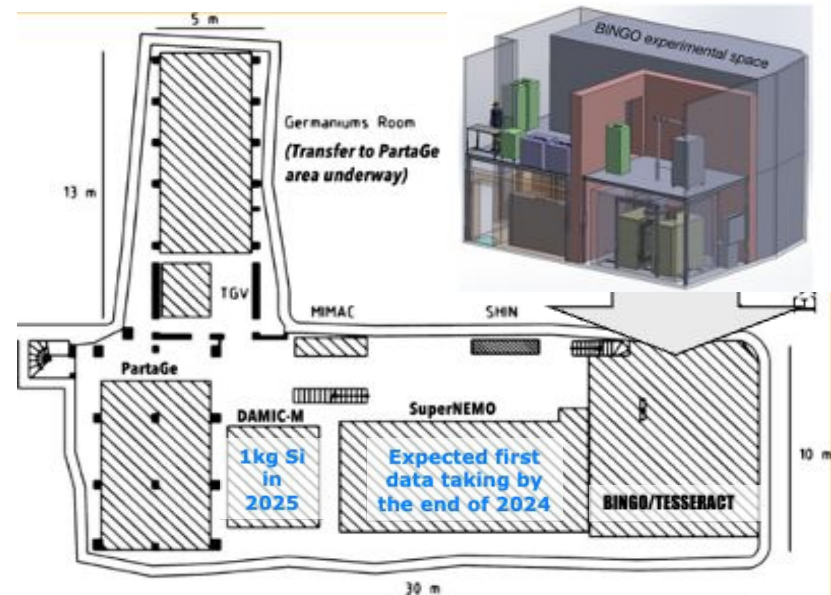 5 m
BINGO experimental space
Germaniums Room
(Transfer to PartaGe
area underway)
13 m
TGV
MIMAC
SHIN
PartaGe
DAMIC-M
SuperNEMO
1kg Si
in
2025
Expected first
data taking by
the end of 2024
10 m
BINGO/TESSERACT
30 m